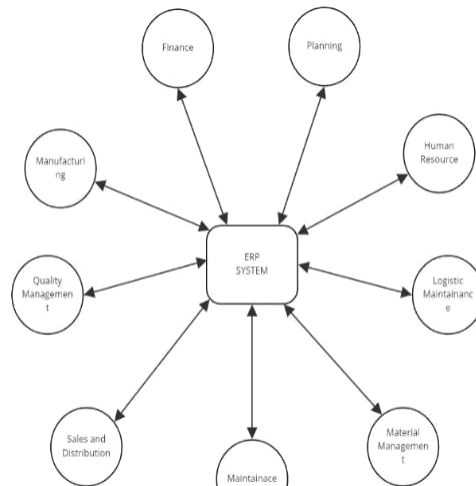 Finance
Planning
Manufacturi
ng
Human
Resource
ERP
SYSTEM
Quality
Managemen
t
Logistic
Maintainanc
e
Sales and
Distribution
Material
Managemen
t
Maintainace